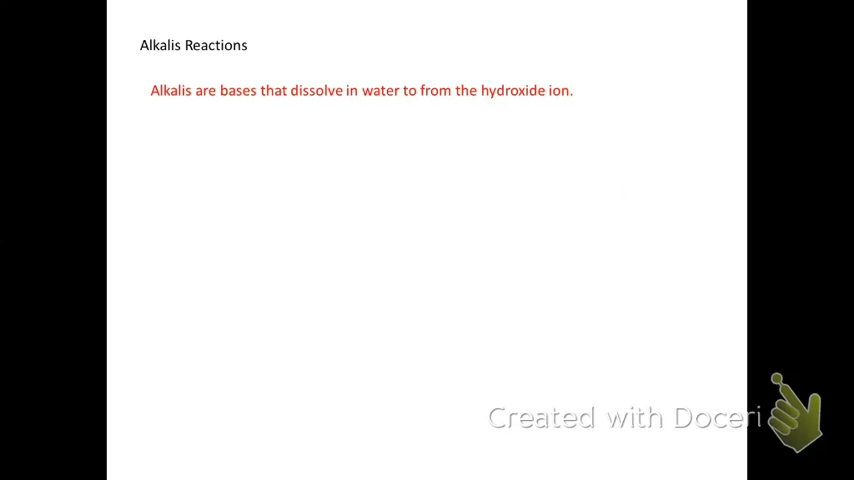 Alkalis Reactions
Alkalis are bases that dissolve in water to from the hydroxide ion.
Created with Doceri